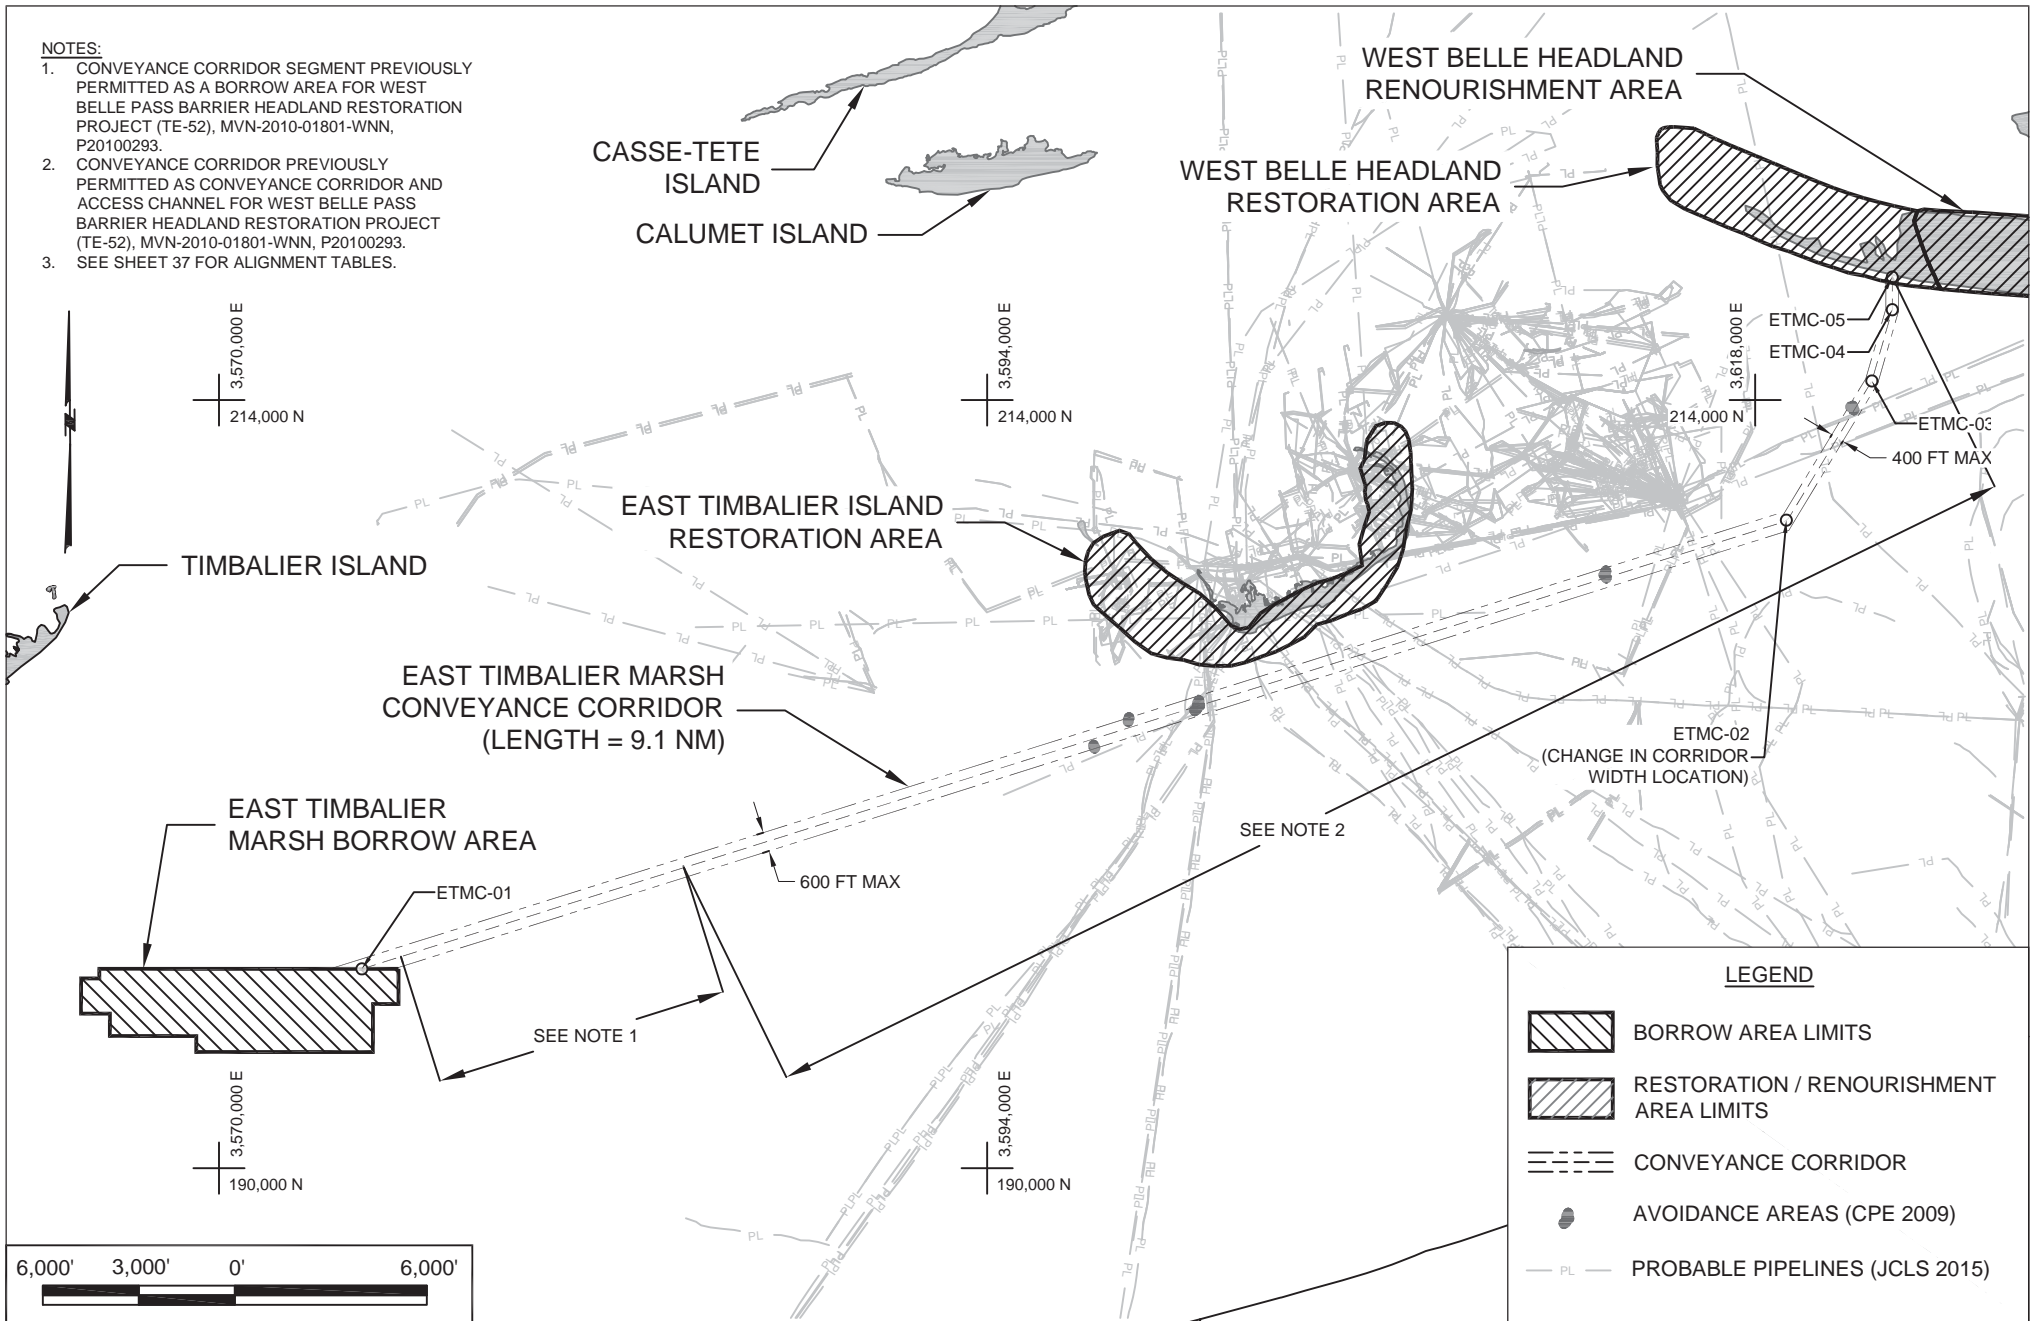 NOTES:
1. CONVEYANCE CORRIDOR SEGMENT PREVIOUSLY
PERMITTED AS A BORROW AREA FOR WEST
BELLE PASS BARRIER HEADLAND RESTORATION
PROJECT (TE-52), MVN-2010-01801-WNN,
P20100293.
2. CONVEYANCE CORRIDOR PREVIOUSLY
PERMITTED AS CONVEYANCE CORRIDOR AND
ACCESS CHANNEL FOR WEST BELLE PASS
BARRIER HEADLAND RESTORATION PROJECT
(TE-52), MVN-2010-01801-WNN, P20100293.
3. SEE SHEET 37 FOR ALIGNMENT TABLES.
CASSE-TETE
ISLAND
CALUMET ISLAND
WEST BELLE HEADLAND
RENOURISHMENT AREA
WEST BELLE HEADLAND
RESTORATION AREA
3,570,000 E
214,000 N
3,594,000 E
214,000 N
3,618,000 E
214,000 N
ETMC-05
ETMC-04
ETMC-03
400 FT MAX
EAST TIMBALIER ISLAND
RESTORATION AREA
TIMBALIER ISLAND
EAST TIMBALIER MARSH
CONVEYANCE CORRIDOR
(LENGTH = 9.1 NM)
ETMC-02
(CHANGE IN CORRIDOR
WIDTH LOCATION)
EAST TIMBALIER
MARSH BORROW AREA
ETMC-01
600 FT MAX
SEE NOTE 2
SEE NOTE 1
3,570,000 E
190,000 N
3,594,000 E
190,000 N
LEGEND
BORROW AREA LIMITS
RESTORATION / RENOURISHMENT
AREA LIMITS
CONVEYANCE CORRIDOR
AVOIDANCE AREAS (CPE 2009)
PL PROBABLE PIPELINES (JCLS 2015)
6,000' 3,000' 0' 6,000'